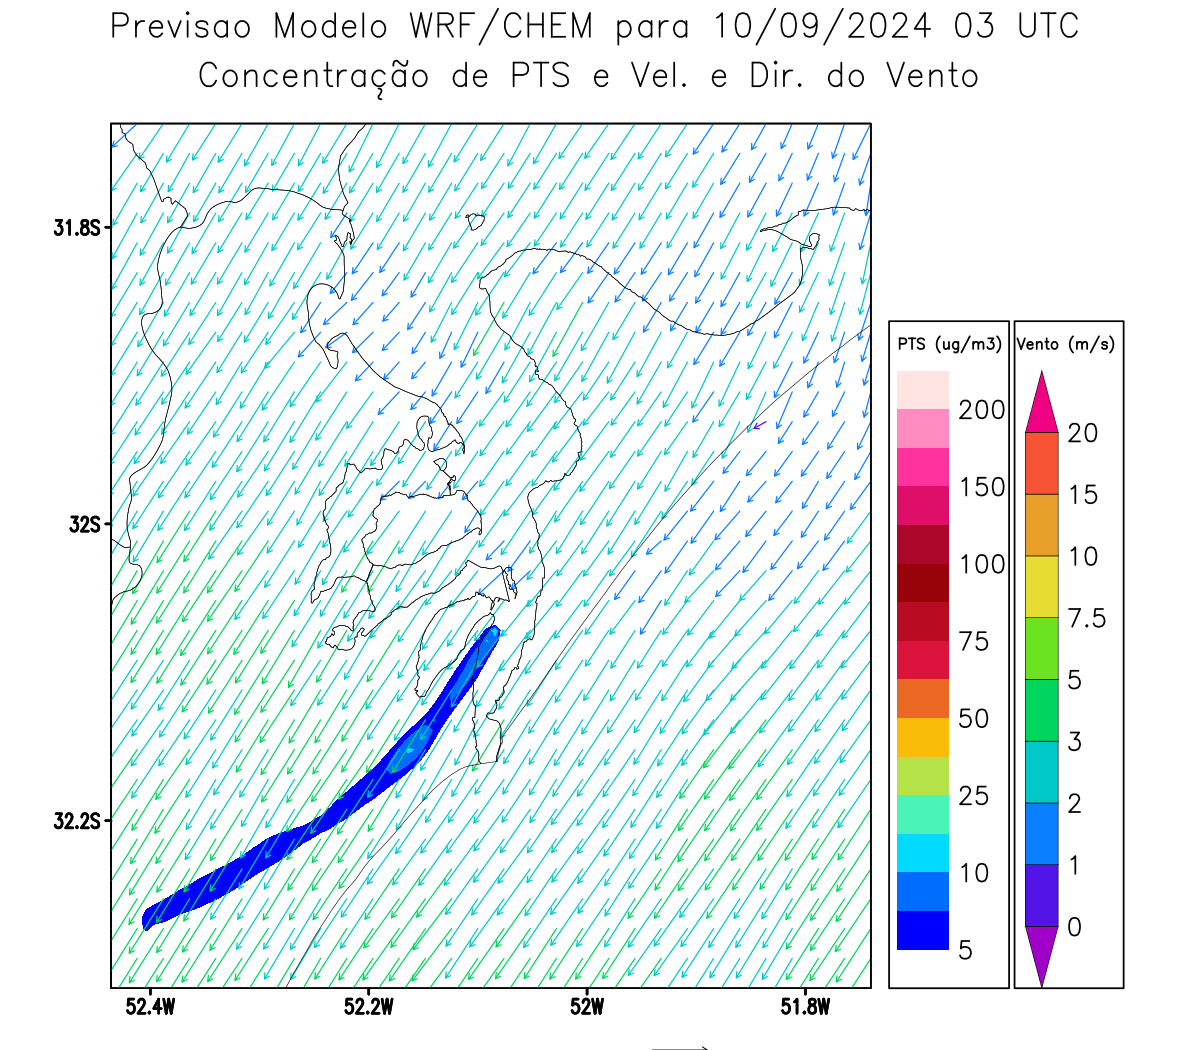 Previsao Modelo WRF/CHEM para 10/09/2024 03 UTC
Concentração de PTS e Vel. e Dir. do Vento
31.8S
32S
32.2S
52.4W
52.2W
52W
51.8W
PTS (ug/m3)
200
150
100
75
50
25
10
5
Vento (m/s)
20
15
10
7.5
5
3
2
1
0